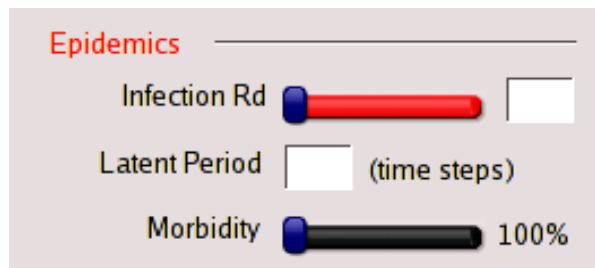 Epidemics
Infection Rd
Latent Period (time steps)
Morbidity 100%